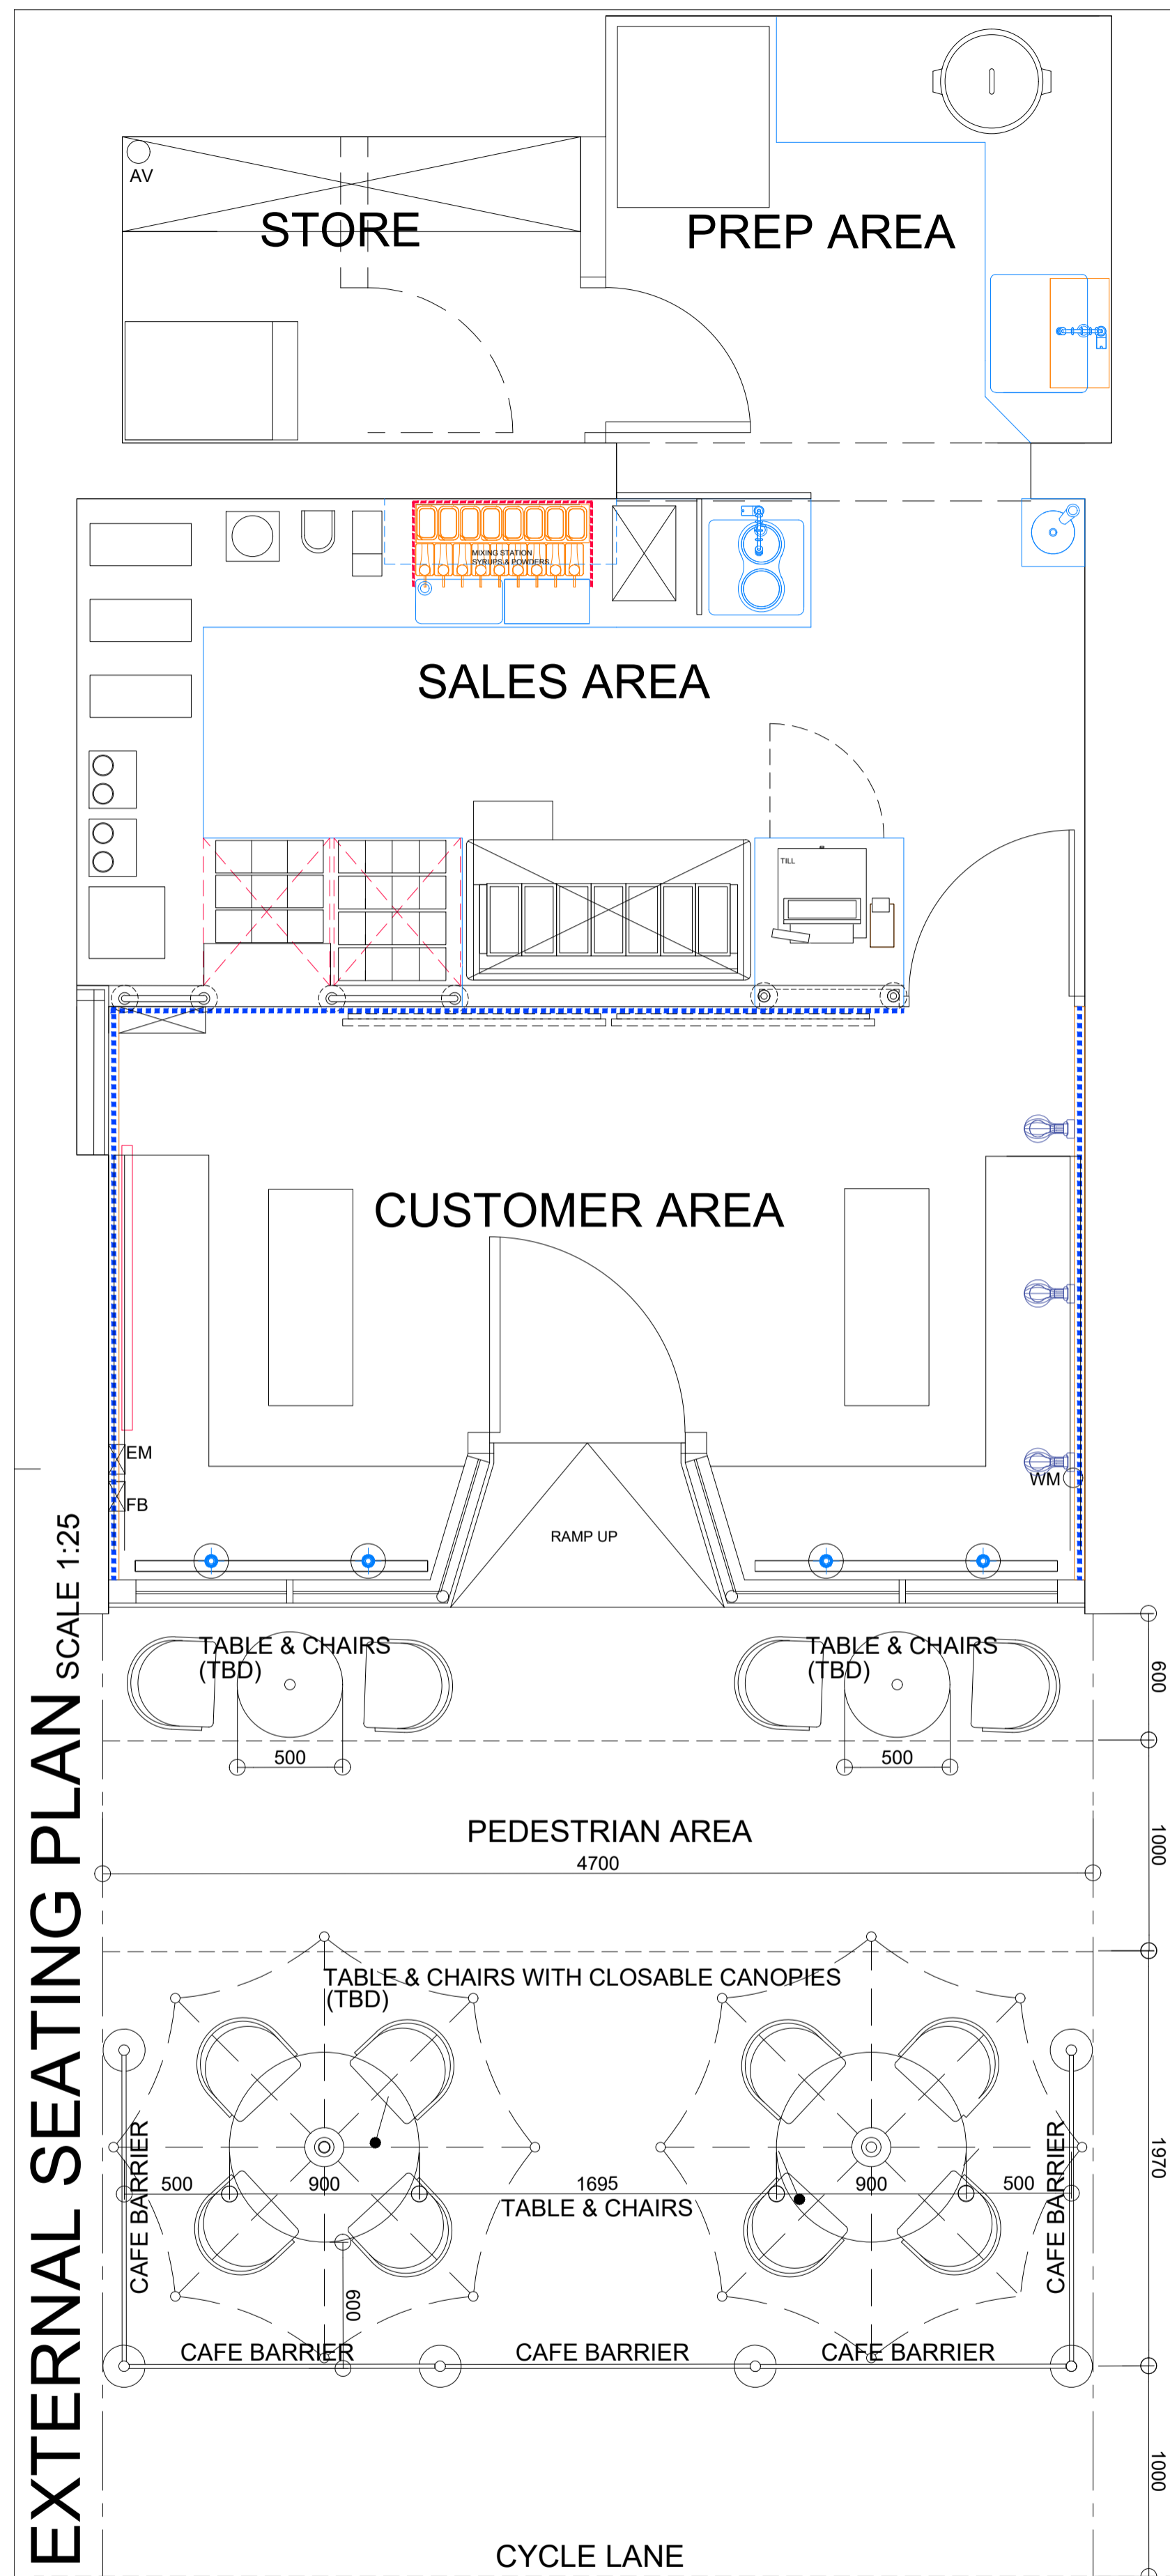 AV
STORE
PREP AREA
MIXING STATION
SYRUPS & POWDERS
SALES AREA
TILL
CUSTOMER AREA
EM
FB
WM
RAMP UP
EXTERNAL SEATING PLAN SCALE 1:25
TABLE & CHAIRS
(TBD)
TABLE & CHAIRS
(TBD)
600
500
500
PEDESTRIAN AREA
1000
4700
TABLE & CHAIRS WITH CLOSABLE CANOPIES
(TBD)
CAFE BARRIER
CAFE BARRIER
1970
500
900
1695
900
500
TABLE & CHAIRS
600
CAFE BARRIER
CAFE BARRIER
CAFE BARRIER
1000
CYCLE LANE